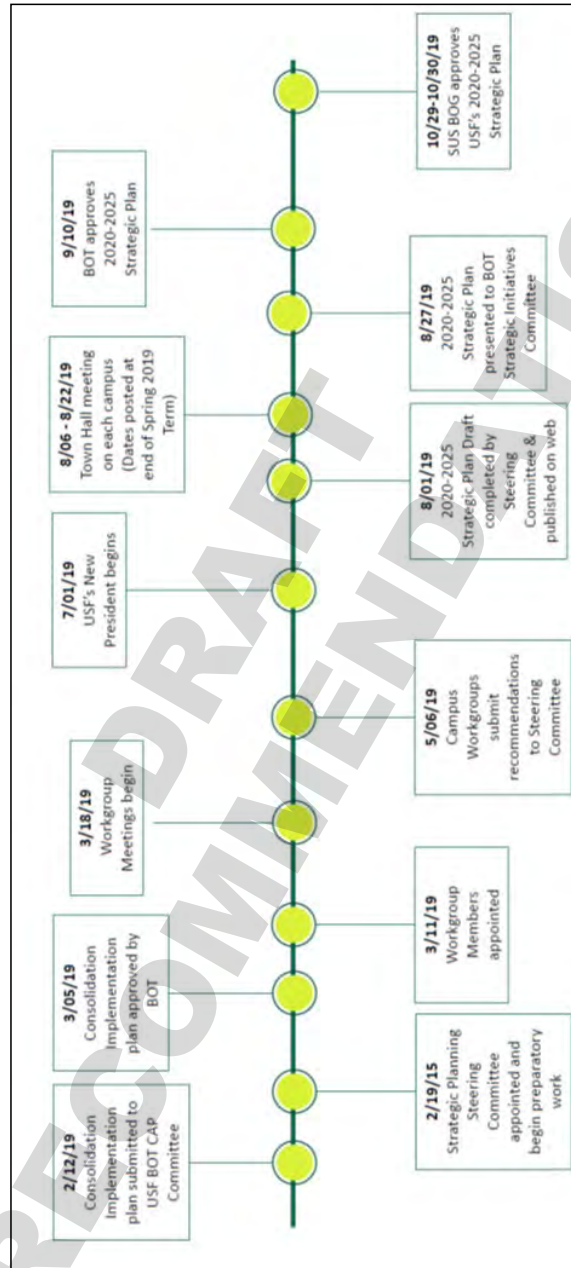 2/12/19
Consolidation
Implementation
plan submitted to
USF BOT CAP
Committee
2/19/15
Strategic Planning
Steering
Committee
appointed and
begin preparatory
work
3/05/19
Consolidation
Implementation
plan approved by
BOT
3/11/19
Workgroup
Members
appointed
3/18/19
Workgroup
Meetings begin
5/06/19
Campus
Workgroups
submit
recommendations
to Steering
Committee
7/01/19
USF's New
President begins
8/01/19
2020-2025
Strategic Plan Draft
completed by
Steering
Committee &
published on web
8/06 - 8/22/19
Town Hall meeting
on each campus
(Dates posted at
end of Spring 2019
Term)
8/27/19
2020-2025
Strategic Plan
presented to BOT
Strategic Initiatives
Committee
9/10/19
BOT approves
2020-2025
Strategic Plan
10/29-10/30/19
SUS BOG approves
USF's 2020-2025
Strategic Plan
DRAFT